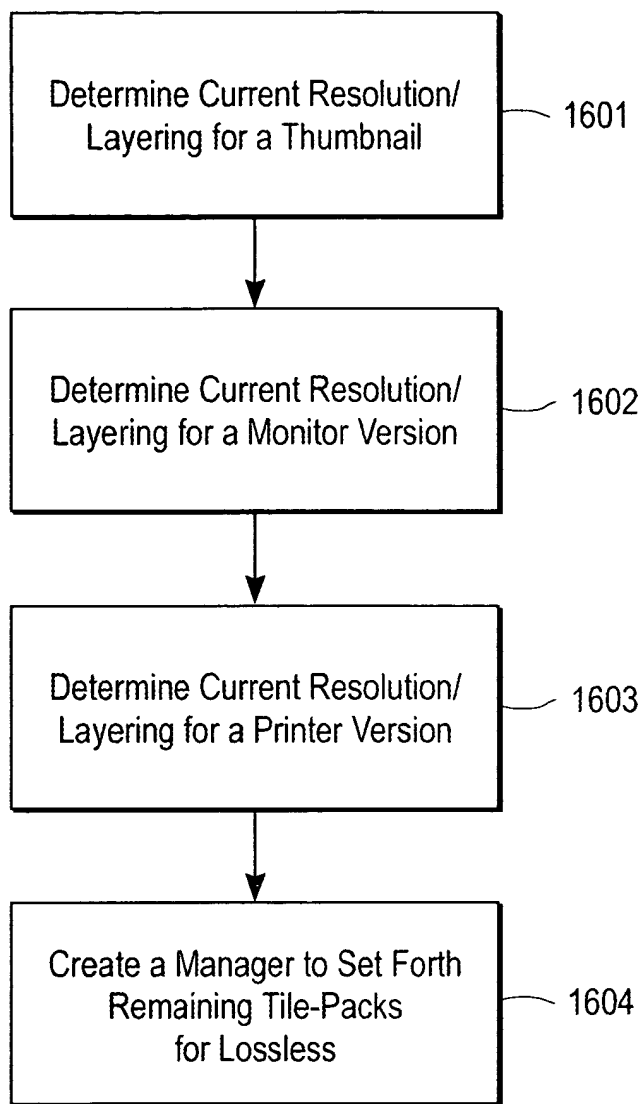 Determine Current Resolution/
Layering for a Thumbnail
1601
Determine Current Resolution/
Layering for a Monitor Version
1602
Determine Current Resolution/
Layering for a Printer Version
1603
Create a Manager to Set Forth
Remaining Tile-Packs
for Lossless
1604